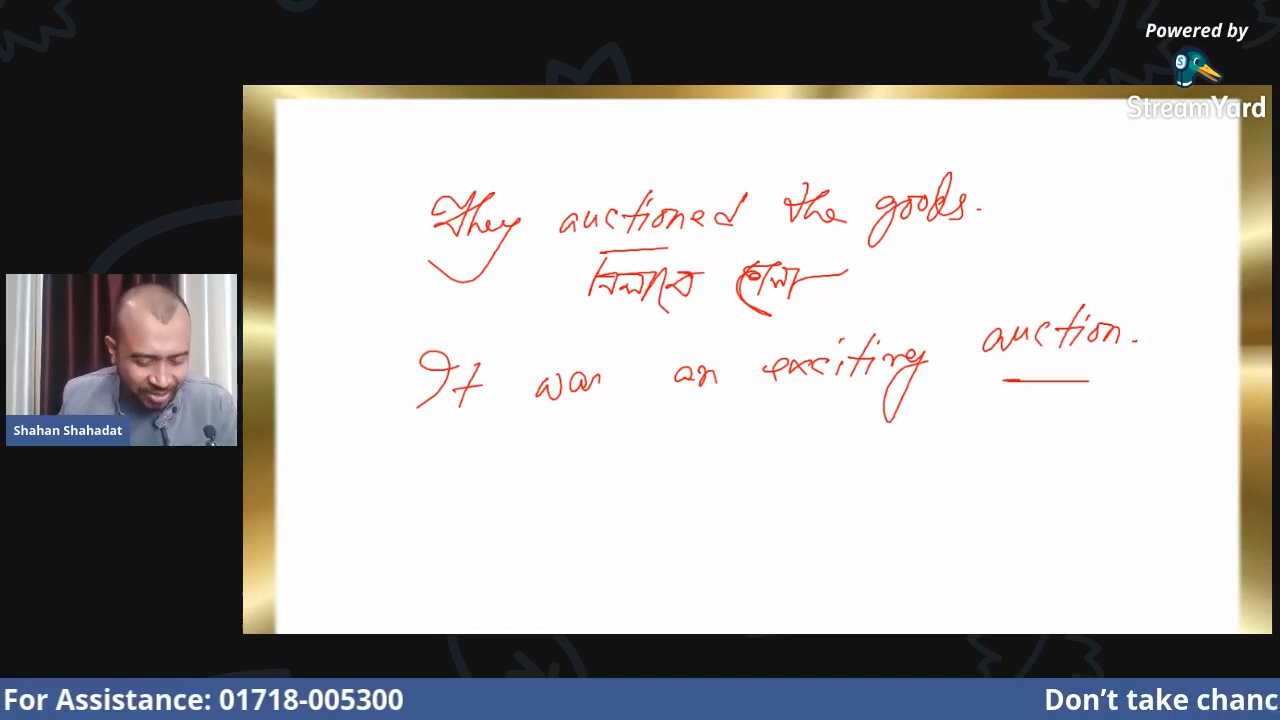 Powered by
StreamYard
They auctioned the goods.
নিলামে তোলা
It was an exciting auction.
Shahan Shahadat
For Assistance: 01718-005300
Don't take chanc